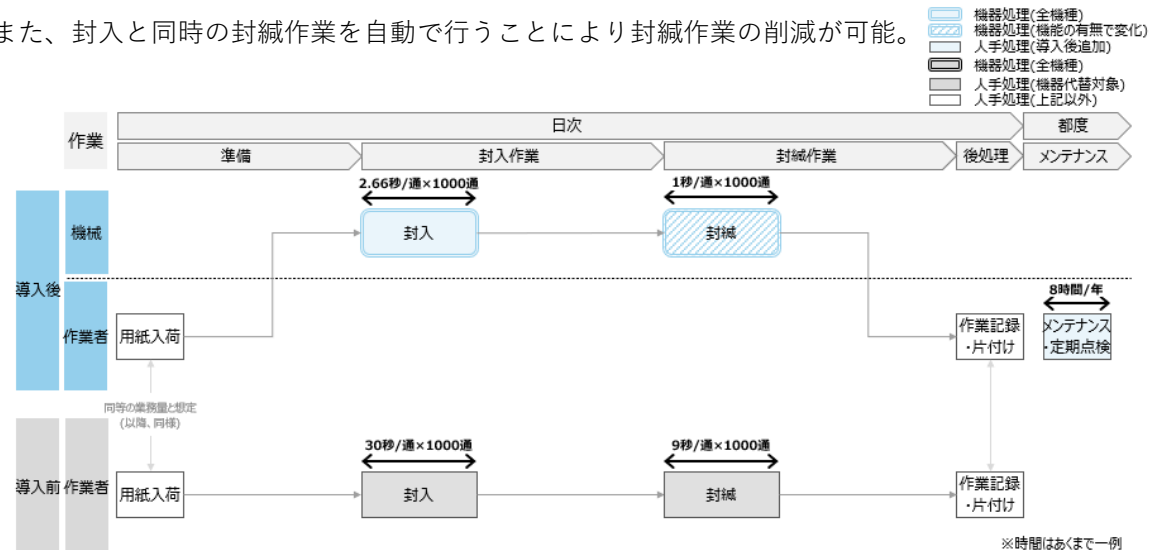 また、封入と同時の封緘作業を自動で行うことにより封緘作業の削減が可能。
機器処理(全機種)
機器処理(機能の有無で変化)
人手処理(導入後追加)
機器処理(全機種)
人手処理(機器代替対象)
人手処理(上記以外)
作業
日次
都度
準備
封入作業
封緘作業
後処理
メンテナンス
2.66秒/通×1000通
1秒/通×1000通
導入後
機械
封入
封緘
8時間/年
作業者
用紙入荷
作業記録
・片付け
メンテナンス
・定期点検
同等の業務量と想定
(以降、同様)
30秒/通×1000通
9秒/通×1000通
導入前
作業者
用紙入荷
封入
封緘
作業記録
・片付け
※時間はあくまで一例